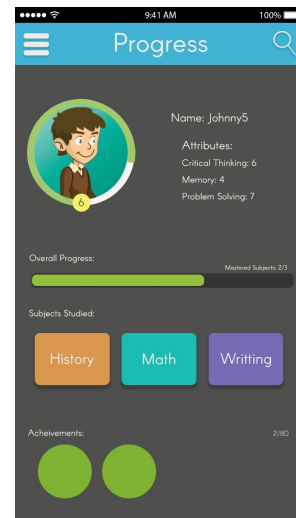 9:41 AM
100%
Progress
Name: Johnny5
Attributes:
Critical Thinking: 6
Memory: 4
Problem Solving: 7
6
Overall Progress:
Mastered Subjects: 2/3
Subjects Studied:
History
Math
Writting
Acheivements:
2/80